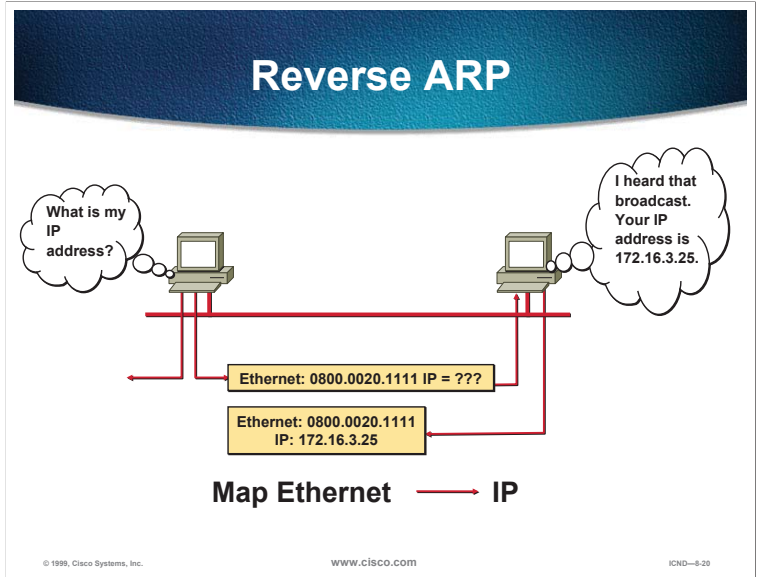 Reverse ARP
What is my
IP
address?
I heard that
broadcast.
Your IP
address is
172.16.3.25.
Ethernet: 0800.0020.1111 IP = ???
Ethernet: 0800.0020.1111
IP: 172.16.3.25
Map Ethernet IP
© 1999, Cisco Systems, Inc. www.cisco.com ICND—8-20